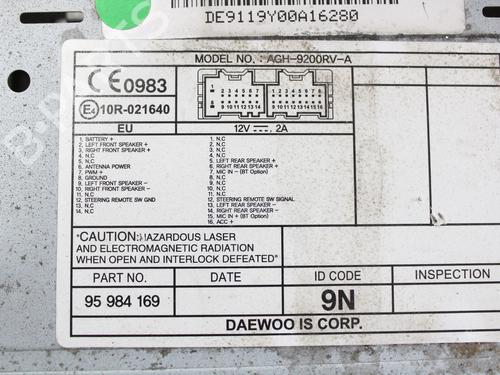 DE9119Y00A16280
MODEL NO. : AGH-9200RV-A
CE0983
E4 10R-021640
EU
12V 2A
1. BATTERY +
2. LEFT FRONT SPEAKER +
3. RIGHT FRONT SPEAKER +
4. N.C
5. N.C
6. ANTENNA POWER
7. PWM +
8. GROUND
9. LEFT FRONT SPEAKER -
10. RIGHT FRONT SPEAKER -
11. N.C
12. STEERING REMOTE SW GND
13. N.C
14. N.C
1. N.C
2. N.C
3. N.C
4. N.C
5. LEFT REAR SPEAKER +
6. RIGHT REAR SPEAKER +
7. MIC IN - (BT Option)
8. N.C
9. N.C
10. N.C
11. N.C
12. STEERING REMOTE SW SIGNAL
13. LEFT REAR SPEAKER -
14. RIGHT REAR SPEAKER -
15. MIC IN + (BT Option)
16. ACC +
"CAUTION: HAZARDOUS LASER
AND ELECTROMAGNETIC RADIATION
WHEN OPEN AND INTERLOCK DEFEATED"
PART NO. DATE ID CODE INSPECTION
95 984 169 9N
DAEWOO IS CORP.